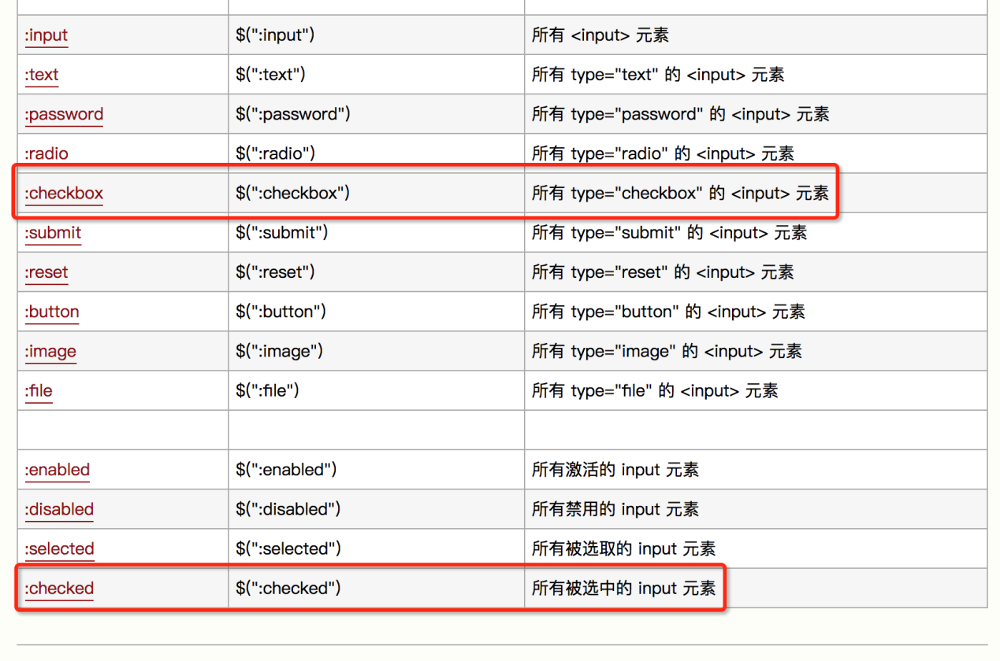 :input $(":input") 所有 <input> 元素
:text $(":text") 所有 type="text" 的 <input> 元素
:password $(":password") 所有 type="password" 的 <input> 元素
:radio $(":radio") 所有 type="radio" 的 <input> 元素
:checkbox $(":checkbox") 所有 type="checkbox" 的 <input> 元素
:submit $(":submit") 所有 type="submit" 的 <input> 元素
:reset $(":reset") 所有 type="reset" 的 <input> 元素
:button $(":button") 所有 type="button" 的 <input> 元素
:image $(":image") 所有 type="image" 的 <input> 元素
:file $(":file") 所有 type="file" 的 <input> 元素
:enabled $(":enabled") 所有激活的 input 元素
:disabled $(":disabled") 所有禁用的 input 元素
:selected $(":selected") 所有被选取的 input 元素
:checked $(":checked") 所有被选中的 input 元素